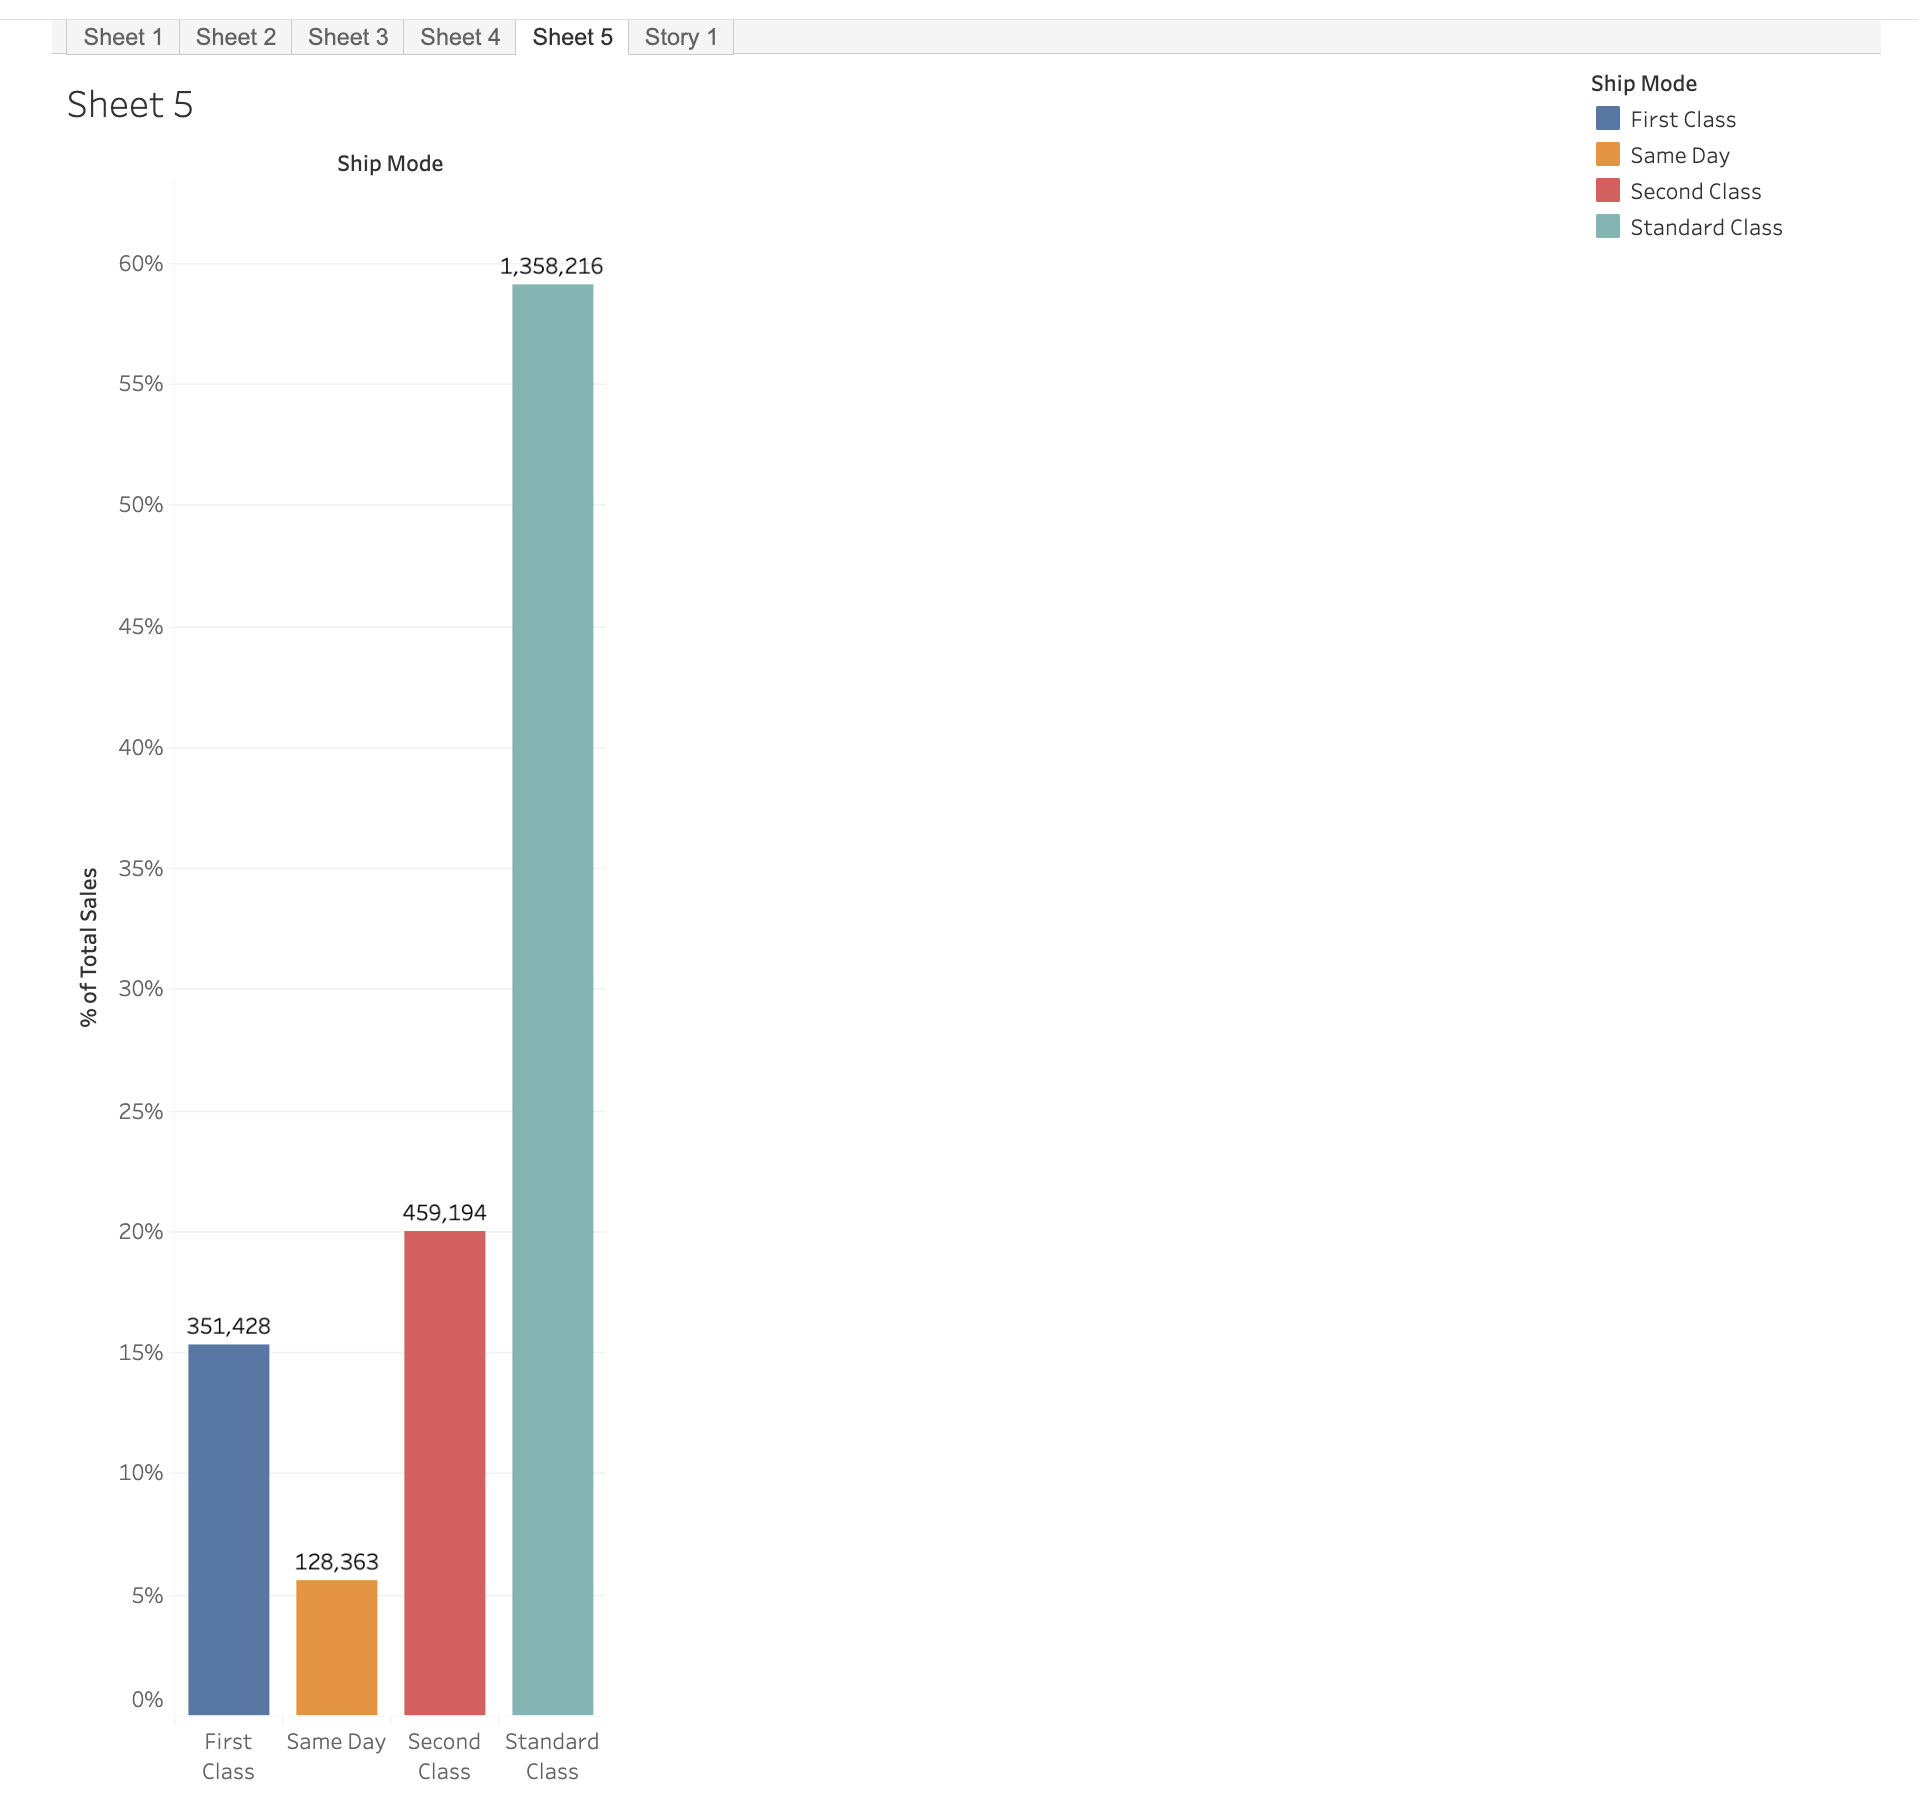 Sheet 1 Sheet 2 Sheet 3 Sheet 4 Sheet 5 Story 1
Sheet 5
Ship Mode
% of Total Sales
60%
55%
50%
45%
40%
35%
30%
25%
20%
15%
10%
5%
0%
351,428
128,363
459,194
1,358,216
First
Class
Same Day
Second
Class
Standard
Class
Ship Mode
First Class
Same Day
Second Class
Standard Class